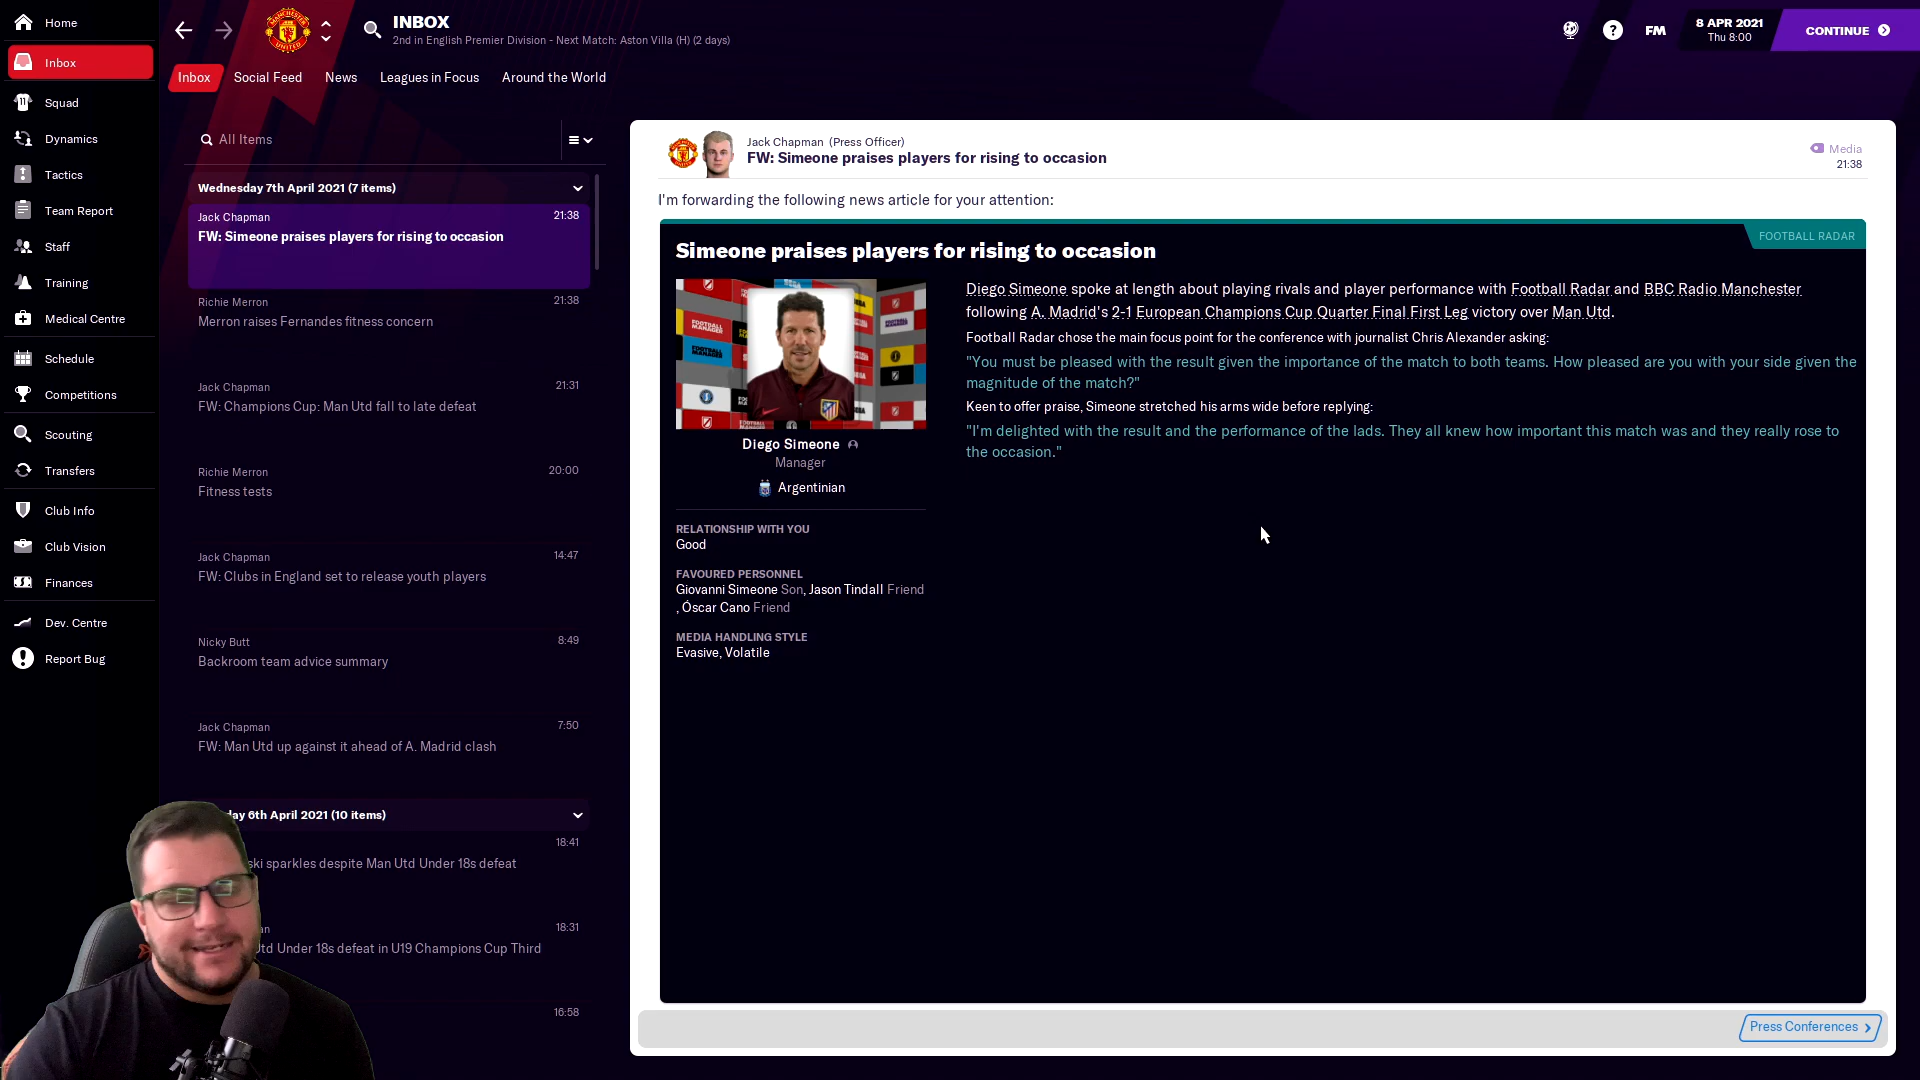 Home
Inbox
Squad
Dynamics
Tactics
Team Report
Staff
Training
Medical Centre
Schedule
Competitions
Scouting
Transfers
Club Info
Club Vision
Finances
Dev. Centre
Report Bug
INBOX
2nd in English Premier Division - Next Match: Aston Villa (H) (2 days)
FM
8 APR 2021
Thu 8:00
CONTINUE
Inbox Social Feed News Leagues in Focus Around the World
All Items
Wednesday 7th April 2021 (7 items)
Jack Chapman 21:38
FW: Simeone praises players for rising to occasion
Richie Merron 21:38
Merron raises Fernandes fitness concern
Jack Chapman 21:31
FW: Champions Cup: Man Utd fall to late defeat
Richie Merron 20:00
Fitness tests
Jack Chapman 14:47
FW: Clubs in England set to release youth players
Nicky Butt 8:49
Backroom team advice summary
Jack Chapman 7:50
FW: Man Utd up against it ahead of A. Madrid clash
6th April 2021 (10 items)
18:41
sparkles despite Man Utd Under 18s defeat
18:31
Under 18s defeat in U19 Champions Cup Third
16:58
Jack Chapman (Press Officer)
FW: Simeone praises players for rising to occasion
Media
21:38
I'm forwarding the following news article for your attention:
FOOTBALL RADAR
Simeone praises players for rising to occasion
Diego Simeone
Manager
Argentinian
RELATIONSHIP WITH YOU
Good
FAVOURED PERSONNEL
Giovanni Simeone Son, Jason Tindall Friend
, Óscar Cano Friend
MEDIA HANDLING STYLE
Evasive, Volatile
Diego Simeone spoke at length about playing rivals and player performance with Football Radar and BBC Radio Manchester
following A. Madrid's 2-1 European Champions Cup Quarter Final First Leg victory over Man Utd.
Football Radar chose the main focus point for the conference with journalist Chris Alexander asking:
"You must be pleased with the result given the importance of the match to both teams. How pleased are you with your side given the
magnitude of the match?"
Keen to offer praise, Simeone stretched his arms wide before replying:
"I'm delighted with the result and the performance of the lads. They all knew how important this match was and they really rose to
the occasion."
Press Conferences